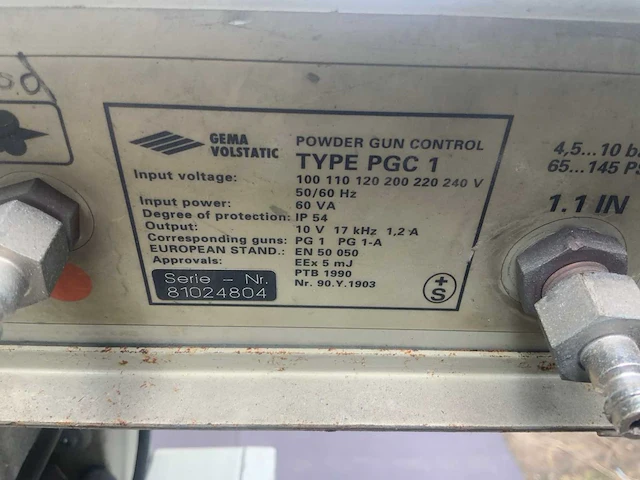 GEMA
VOLSTATIC
POWDER GUN CONTROL
TYPE PGC 1
Input voltage: 100 110 120 200 220 240 V
50/60 Hz
Input power: 60 VA
Degree of protection: IP 54
Output: 10 V 17 kHz 1,2 A
Corresponding guns: PG 1 PG 1-A
EUROPEAN STAND.: EN 50 050
Approvals: EEx 5 mJ
PTB 1990
Nr. 90.Y.1903
Serie - Nr.
81024804
+S
4,5...10 b
65...145 PS
1.1 IN